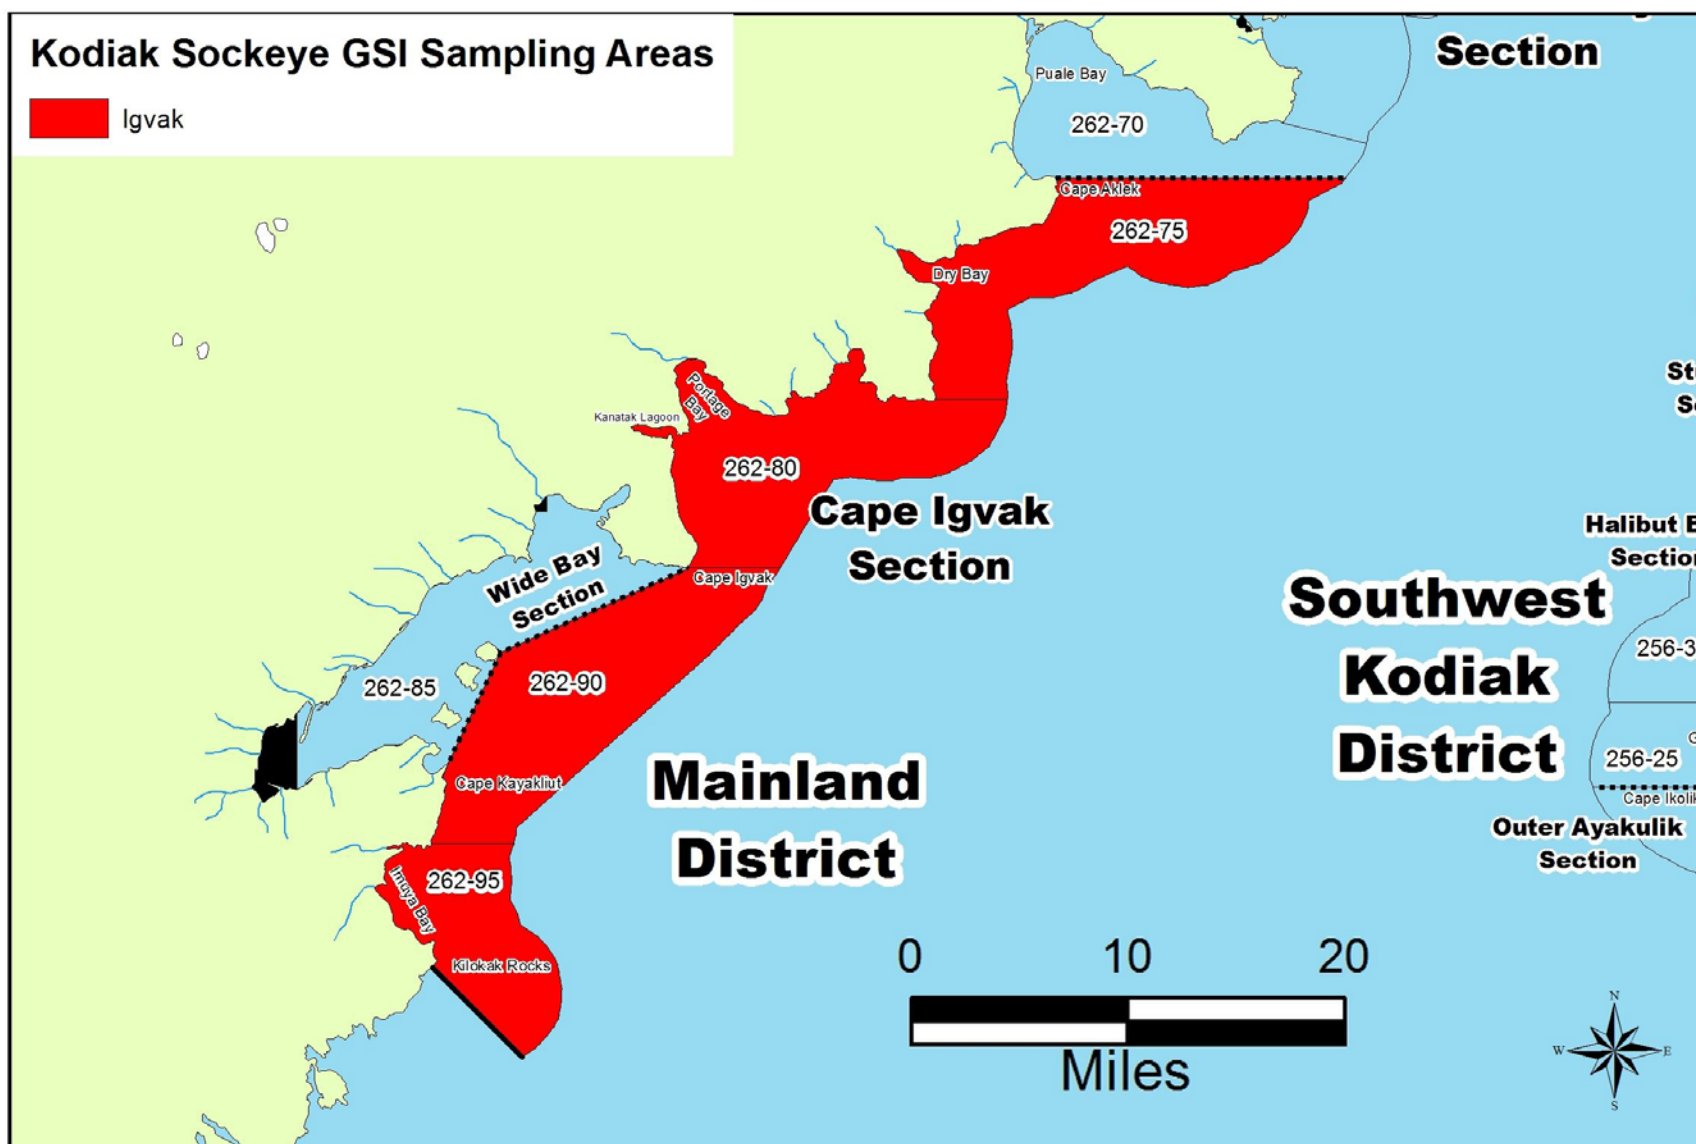 Section
Kodiak Sockeye GSI Sampling Areas
Igvak
Puale Bay
262-70
Cape Aklek
262-75
Dry Bay
Portage
Bay
Kanatak Lagoon
262-80
Cape Igvak
Section
Wide Bay
Section
Cape Igvak
262-85
262-90
Halibut
Section
Southwest
Kodiak
District
256-3
256-25
Cape Ikolik
Outer Ayakulik
Section
Cape Kayakliut
Mainland
District
262-95
Imuya Bay
Kilokak Rocks
0 10 20
Miles
N
W E
S